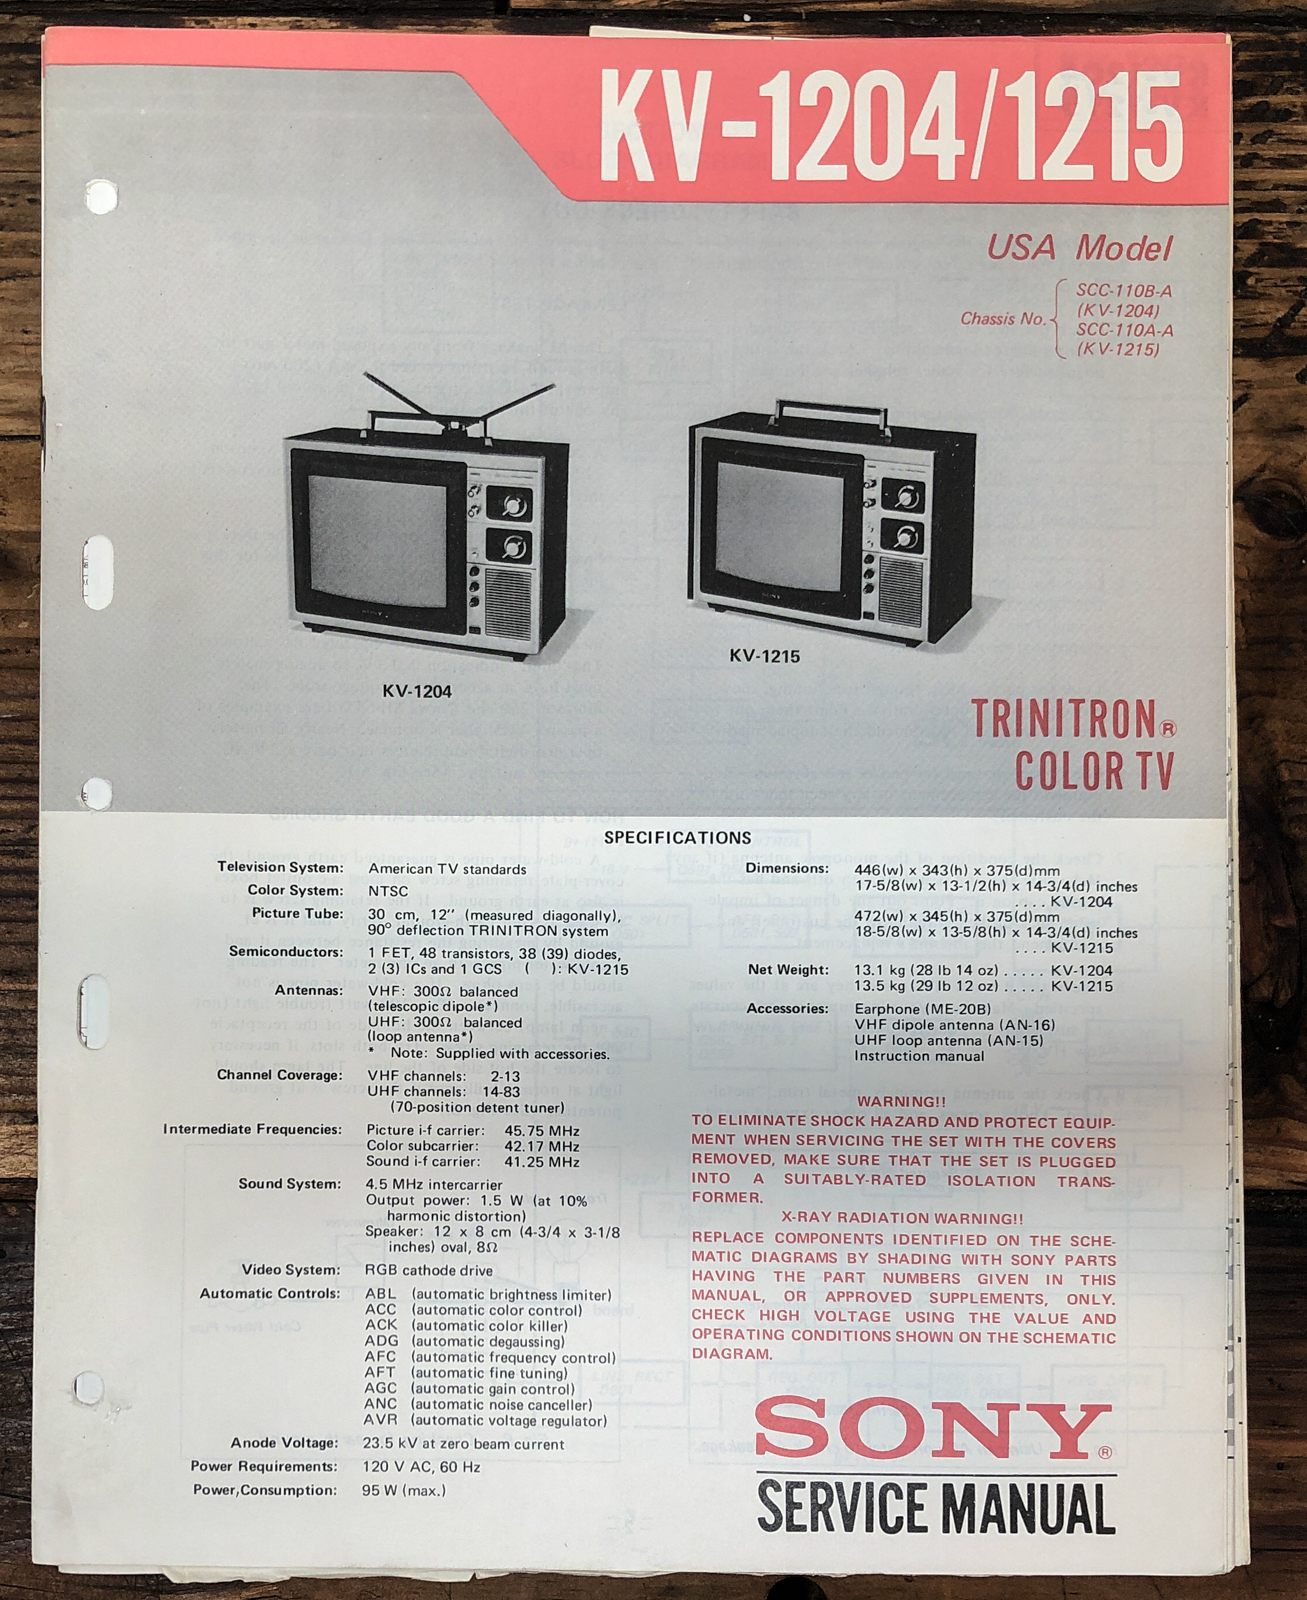 KV-1204/1215
USA Model
Chassis No.
SCC-110B-A
(KV-1204)
SCC-110A-A
(KV-1215)
KV-1204
KV-1215
TRINITRON®
COLOR TV
SPECIFICATIONS
Television System: American TV standards
Color System: NTSC
Picture Tube: 30 cm, 12" (measured diagonally),
90° deflection TRINITRON system
Semiconductors: 1 FET, 48 transistors, 38 (39) diodes,
2 (3) ICs and 1 GCS ( ): KV-1215
Antennas: VHF: 300Ω balanced
(telescopic dipole*)
UHF: 300Ω balanced
(loop antenna*)
* Note: Supplied with accessories.
Channel Coverage: VHF channels: 2-13
UHF channels: 14-83
(70-position detent tuner)
Intermediate Frequencies: Picture i-f carrier: 45.75 MHz
Color subcarrier: 42.17 MHz
Sound i-f carrier: 41.25 MHz
Sound System: 4.5 MHz intercarrier
Output power: 1.5 W (at 10%
harmonic distortion)
Speaker: 12 x 8 cm (4-3/4 x 3-1/8
inches) oval, 8Ω
Video System: RGB cathode drive
Automatic Controls: ABL (automatic brightness limiter)
ACC (automatic color control)
ACK (automatic color killer)
ADG (automatic degaussing)
AFC (automatic frequency control)
AFT (automatic fine tuning)
AGC (automatic gain control)
ANC (automatic noise canceller)
AVR (automatic voltage regulator)
Anode Voltage: 23.5 kV at zero beam current
Power Requirements: 120 V AC, 60 Hz
Power,Consumption: 95 W (max.)
Dimensions: 446(w) x 343(h) x 375(d)mm
17-5/8(w) x 13-1/2(h) x 14-3/4(d) inches
.... KV-1204
472(w) x 345(h) x 375(d)mm
18-5/8(w) x 13-5/8(h) x 14-3/4(d) inches
.... KV-1215
Net Weight: 13.1 kg (28 lb 14 oz) ..... KV-1204
13.5 kg (29 lb 12 oz) ..... KV-1215
Accessories: Earphone (ME-20B)
VHF dipole antenna (AN-16)
UHF loop antenna (AN-15)
Instruction manual
WARNING!!
TO ELIMINATE SHOCK HAZARD AND PROTECT EQUIP-
MENT WHEN SERVICING THE SET WITH THE COVERS
REMOVED, MAKE SURE THAT THE SET IS PLUGGED
INTO A SUITABLY-RATED ISOLATION TRANS-
FORMER.
X-RAY RADIATION WARNING!!
REPLACE COMPONENTS IDENTIFIED ON THE SCHE-
MATIC DIAGRAMS BY SHADING WITH SONY PARTS
HAVING THE PART NUMBERS GIVEN IN THIS
MANUAL, OR APPROVED SUPPLEMENTS, ONLY.
CHECK HIGH VOLTAGE USING THE VALUE AND
OPERATING CONDITIONS SHOWN ON THE SCHEMATIC
DIAGRAM.
SONY®
SERVICE MANUAL